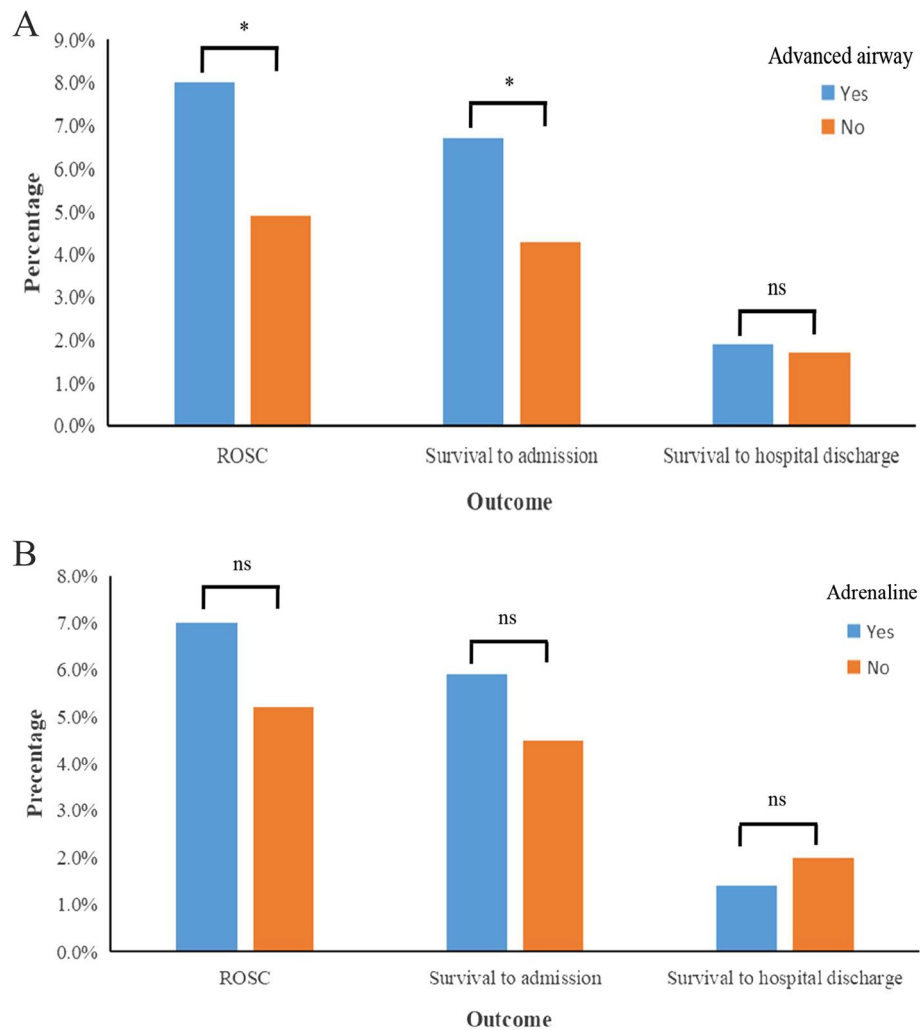 A
9.0%
8.0%
7.0%
6.0%
5.0%
4.0%
3.0%
2.0%
1.0%
0.0%
Percentage
*
*
ns
Advanced airway
Yes
No
ROSC
Survival to admission
Survival to hospital discharge
Outcome
B
8.0%
7.0%
6.0%
5.0%
4.0%
3.0%
2.0%
1.0%
0.0%
Precentage
ns
ns
ns
Adrenaline
Yes
No
ROSC
Survival to admission
Survival to hospital discharge
Outcome